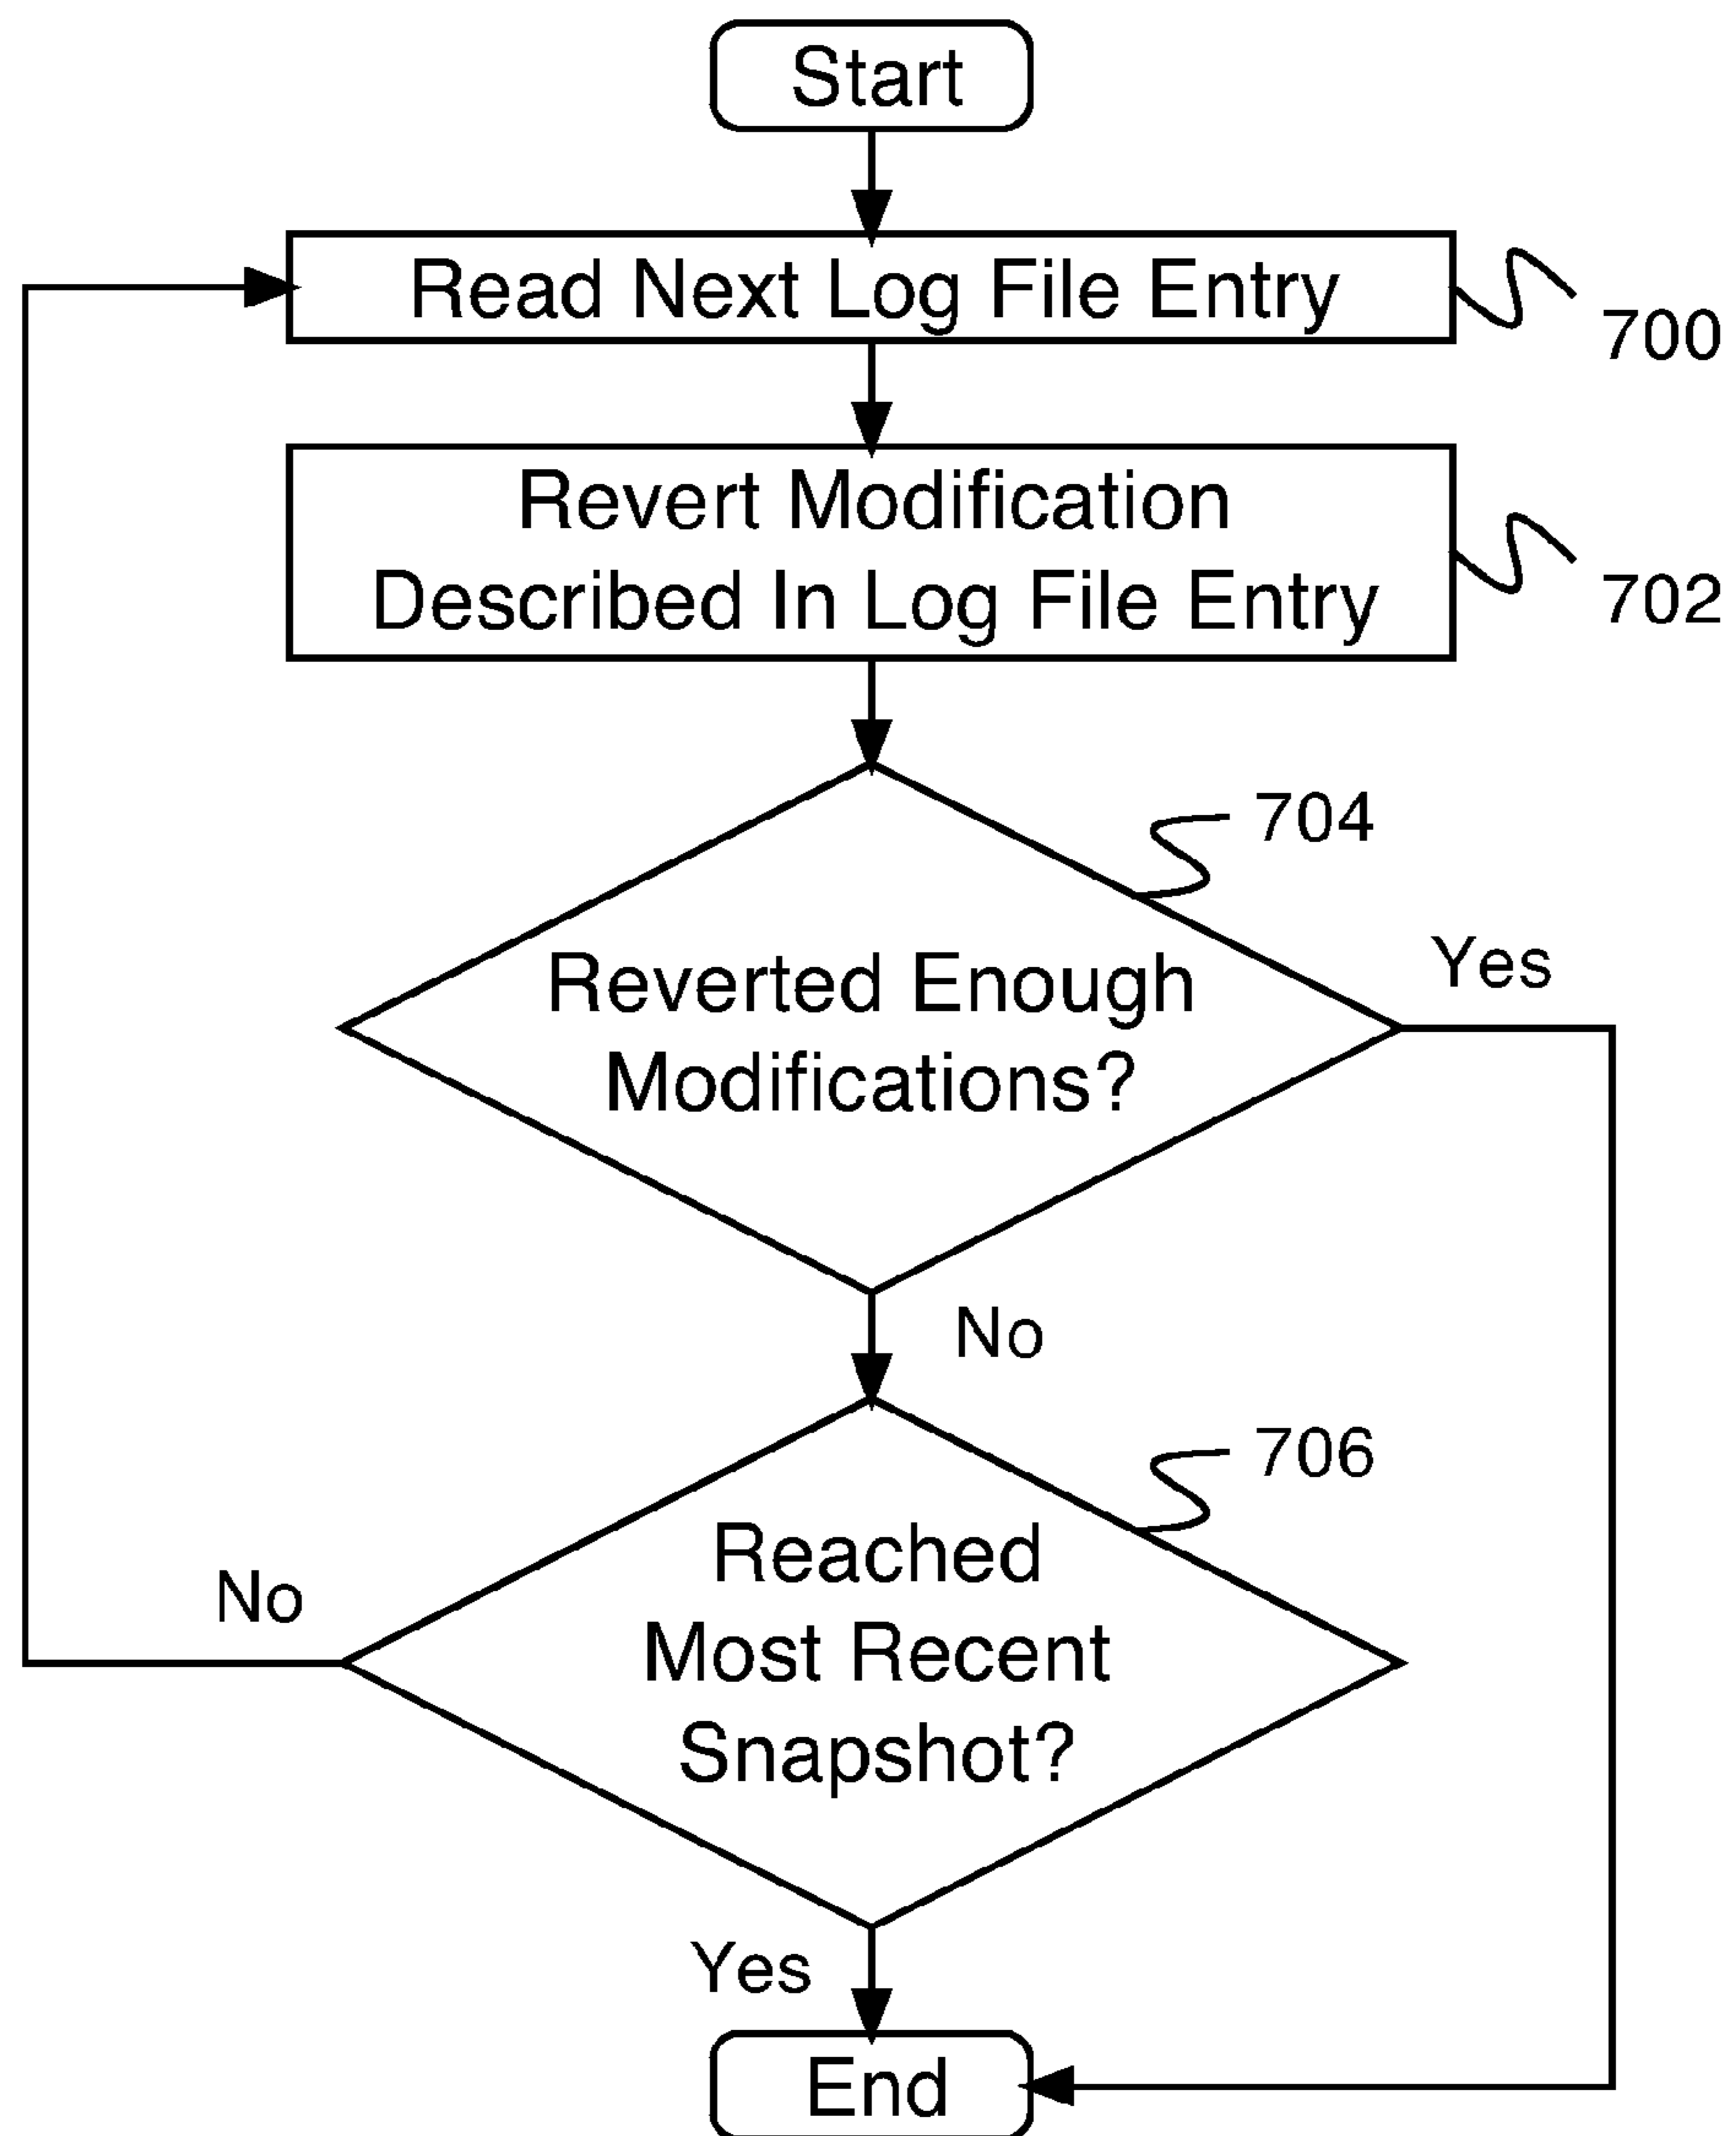 Start
Read Next Log File Entry
700
Revert Modification
Described In Log File Entry
702
704
Reverted Enough
Modifications?
Yes
No
706
Reached
Most Recent
Snapshot?
No
Yes
End